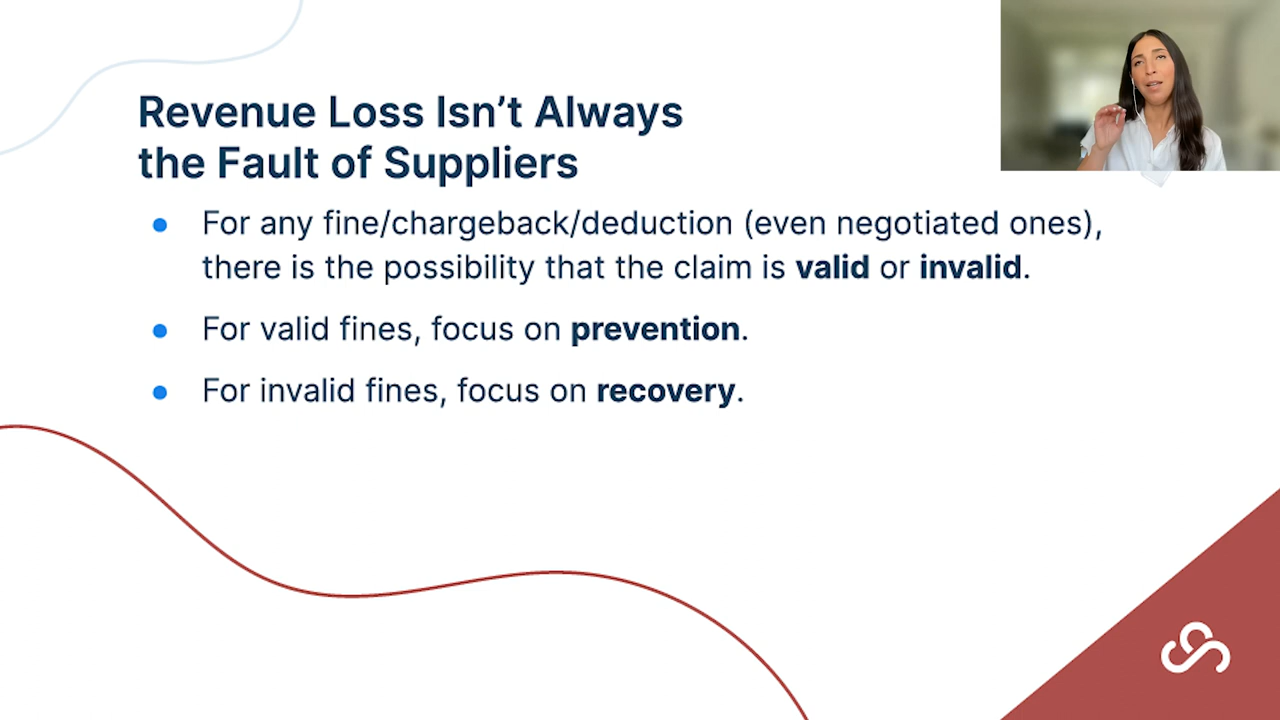 Revenue Loss Isn’t Always
the Fault of Suppliers
For any fine/chargeback/deduction (even negotiated ones),
there is the possibility that the claim is valid or invalid.
For valid fines, focus on prevention.
For invalid fines, focus on recovery.